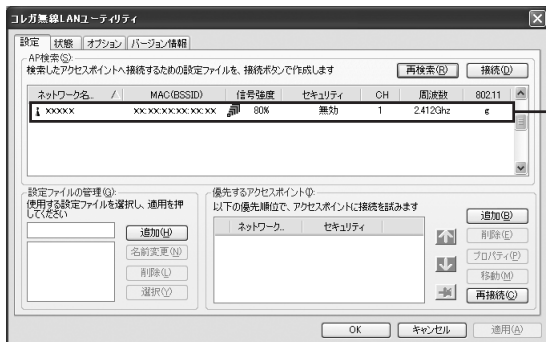 コレガ無線LANユーティリティ
設定 状態 オプション バージョン情報
AP検索(S):
検索したアクセスポイントへ接続するための設定ファイルを、接続ボタンで作成します 再検索(R) 接続(D)
ネットワーク名.. / MAC(BSSID) 信号強度 セキュリティ CH 周波数 802.11
xxxxx xx:xx:xx:xx:xx:xx 80% 無効 1 2.412Ghz g
設定ファイルの管理(G):
使用する設定ファイルを選択し、適用を押
してください
追加(H)
名前変更(N)
削除(L)
選択(Y)
優先するアクセスポイント(I):
以下の優先順位で、アクセスポイントに接続を試みます
ネットワーク.. セキュリティ
追加(B)
削除(E)
プロパティ(P)
移動(M)
再接続(C)
OK キャンセル 適用(A)